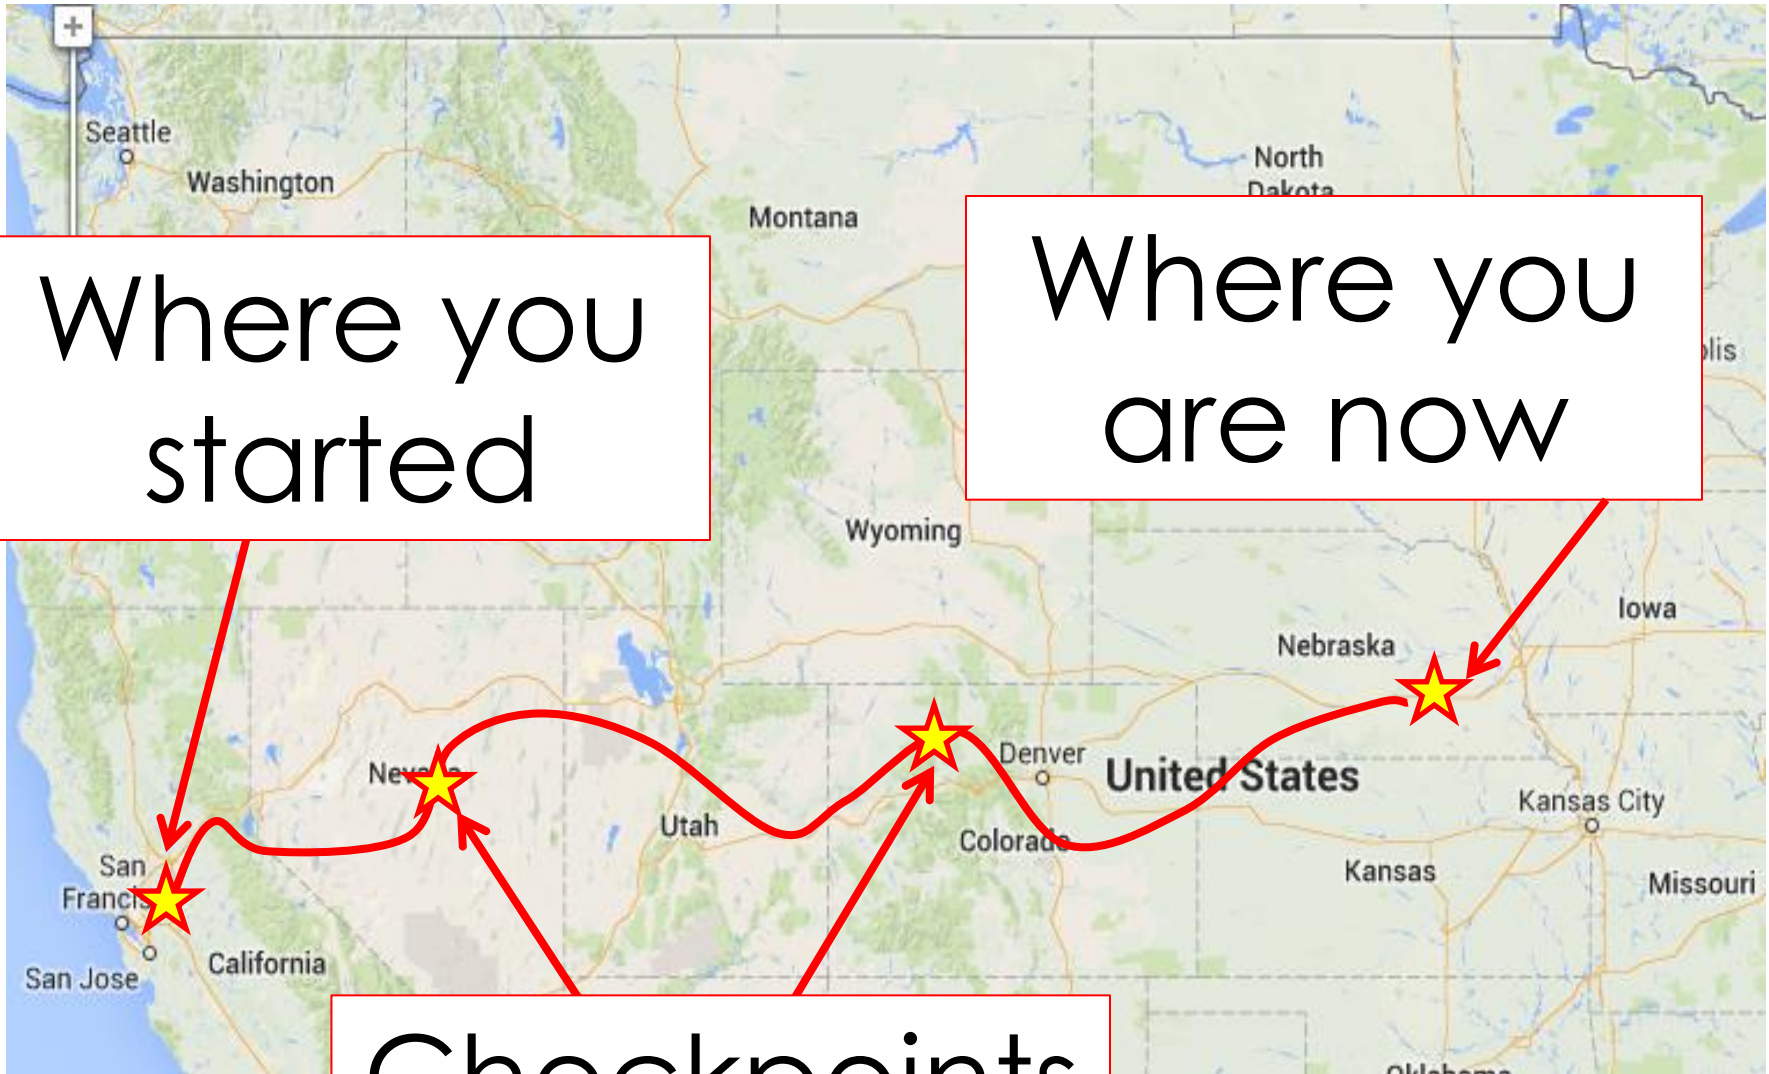 +
Seattle
Washington
Montana
North
Dakota
Where you
started
Where you
are now
Wyoming
Iowa
Nebraska
Denver
United States
Utah
Colorado
Kansas City
Kansas
Missouri
San
California
San Jose
Checkpoints